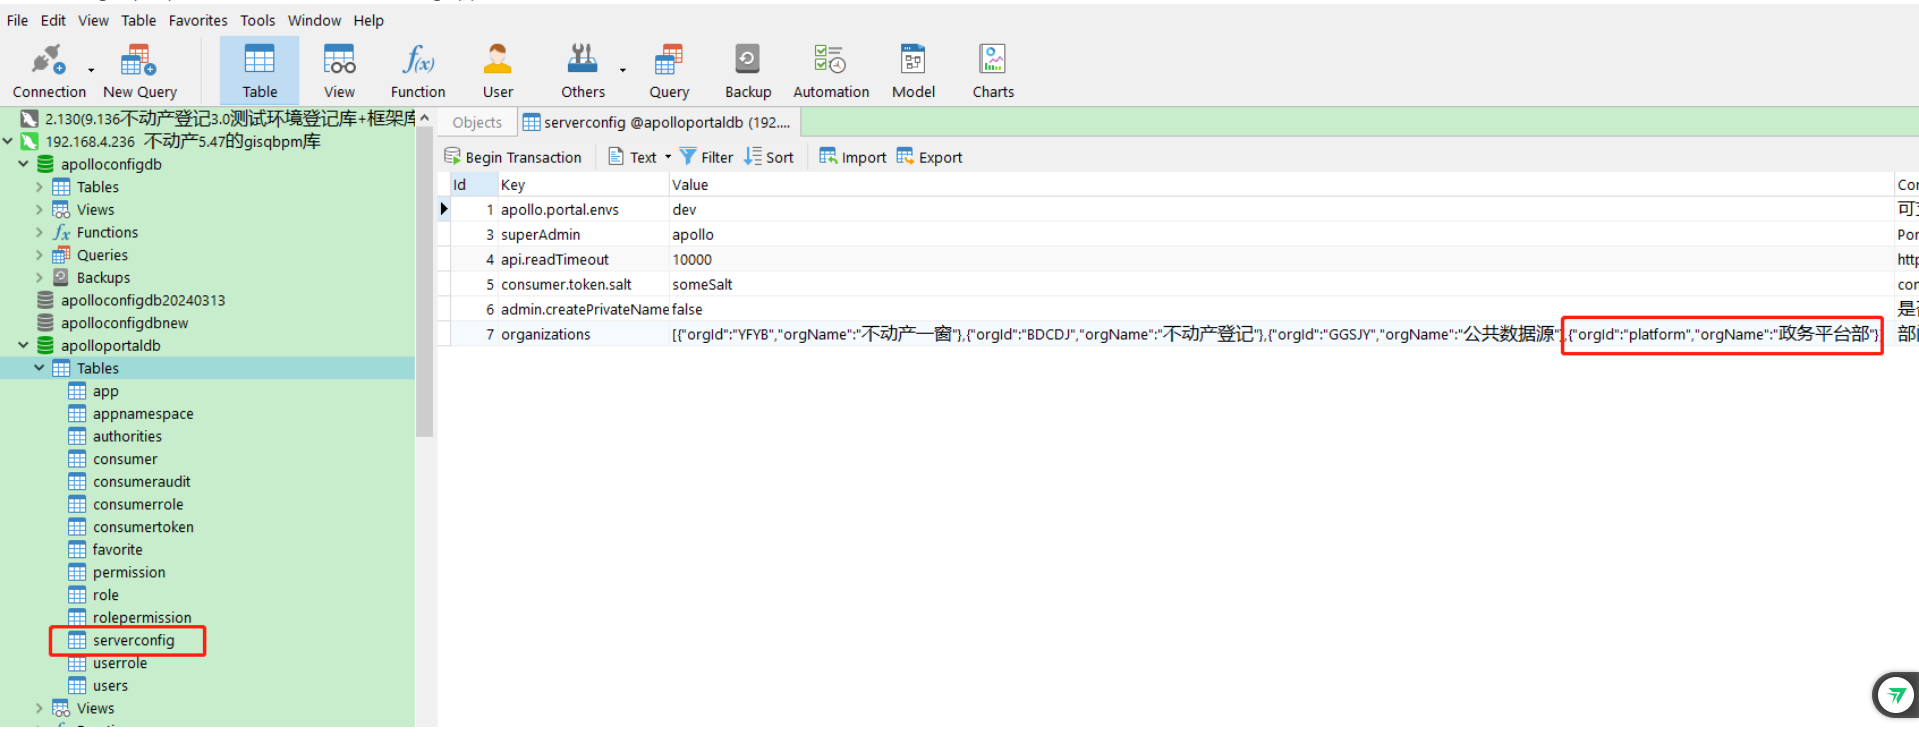 File Edit View Table Favorites Tools Window Help
Connection New Query Table View Function User Others Query Backup Automation Model Charts
2.130(9.136不动产登记3.0测试环境登记库+框架库
192.168.4.236 不动产5.47的gisqbpm库
apolloconfigdb
Tables
Views
Functions
Queries
Backups
apolloconfigdb20240313
apolloconfigdbnew
apolloportaldb
Tables
app
appnamespace
authorities
consumer
consumeraudit
consumerrole
consumertoken
favorite
permission
role
rolepermission
serverconfig
userrole
users
Views
Objects serverconfig @apolloportaldb (192....
Begin Transaction Text Filter Sort Import Export
Id Key Value Cor
1 apollo.portal.envs dev
3 superAdmin apollo Por
4 api.readTimeout 10000 http
5 consumer.token.salt someSalt cor
6 admin.createPrivateName false
7 organizations [{"orgId":"YFYB","orgName":"不动产一窗"},{"orgId":"BDCDJ","orgName":"不动产登记"},{"orgId":"GGSJY","orgName":"公共数据源"},{"orgId":"platform","orgName":"政务平台部"}